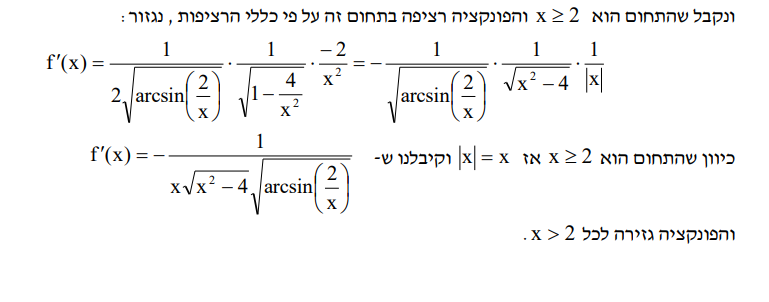 ונקבל שהתחום הוא x ≥ 2 והפונקציה רציפה בתחום זה על פי כללי הרציפות , נגזור :
f'(x) = \frac{1}{2\sqrt{\arcsin\left(\frac{2}{x}\right)}} \cdot \frac{1}{\sqrt{1-\frac{4}{x^2}}} \cdot \frac{-2}{x^2} = -\frac{1}{\sqrt{\arcsin\left(\frac{2}{x}\right)}} \cdot \frac{1}{\sqrt{x^2-4}} \cdot \frac{1}{|x|}
כיוון שהתחום הוא x ≥ 2 אז |x| = x וקיבלנו ש- f'(x) = -\frac{1}{x\sqrt{x^2-4}\sqrt{\arcsin\left(\frac{2}{x}\right)}}
והפונקציה גזירה לכל x > 2 .